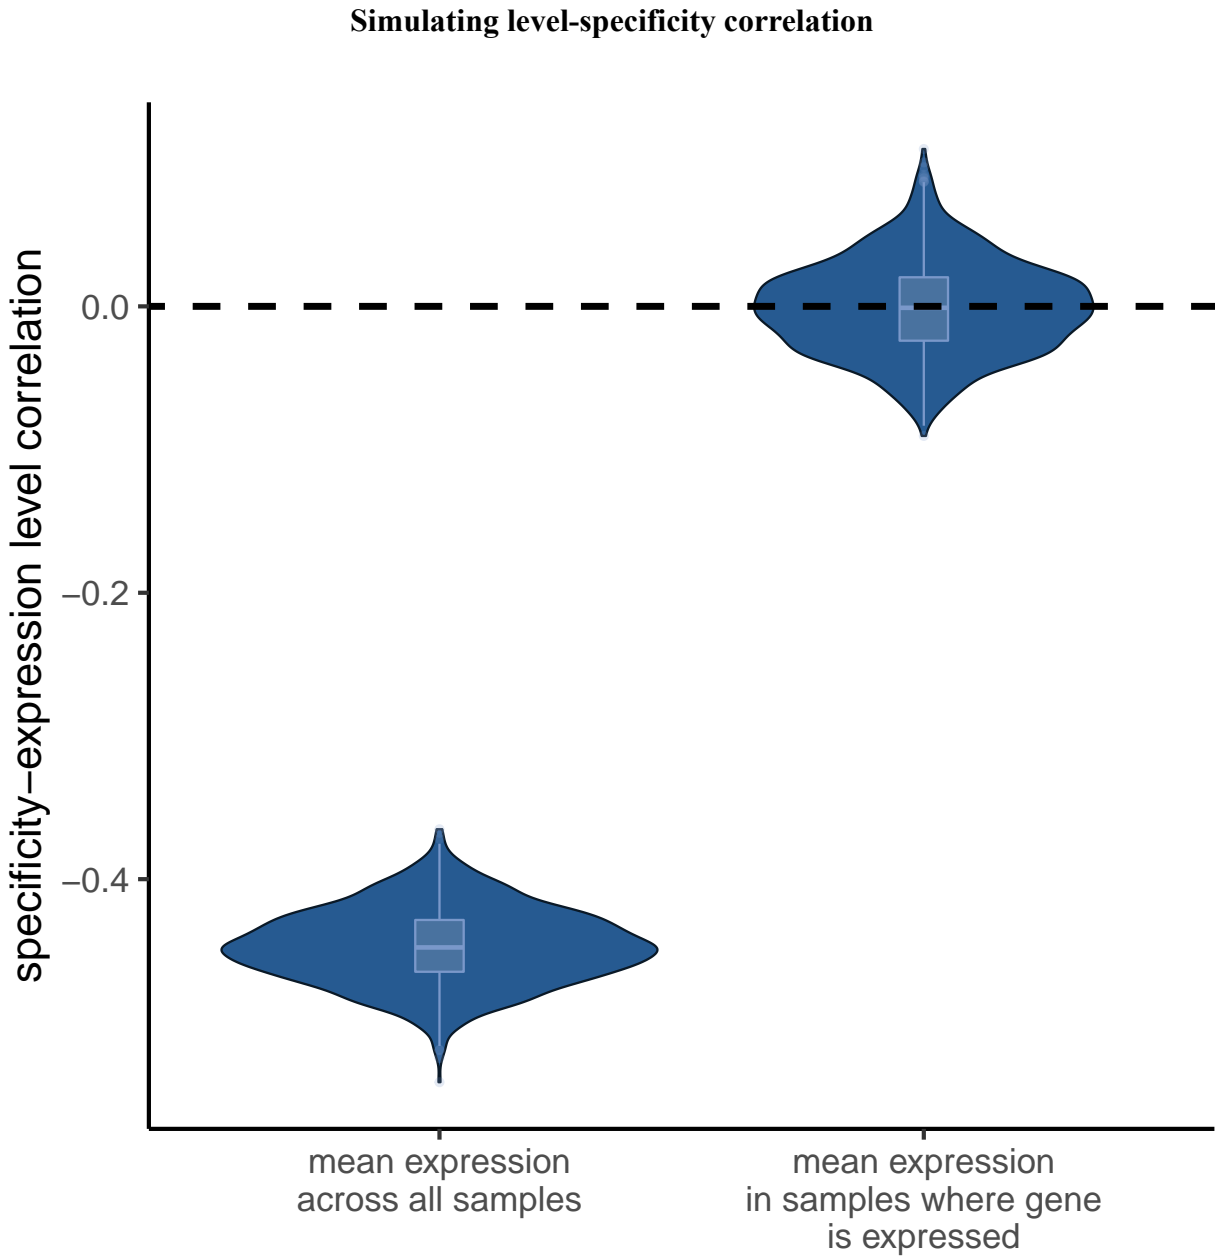 Simulating level-specificity correlation
specificity−expression level correlation
0.0
−0.2
−0.4
mean expression
across all samples
mean expression
in samples where gene
is expressed